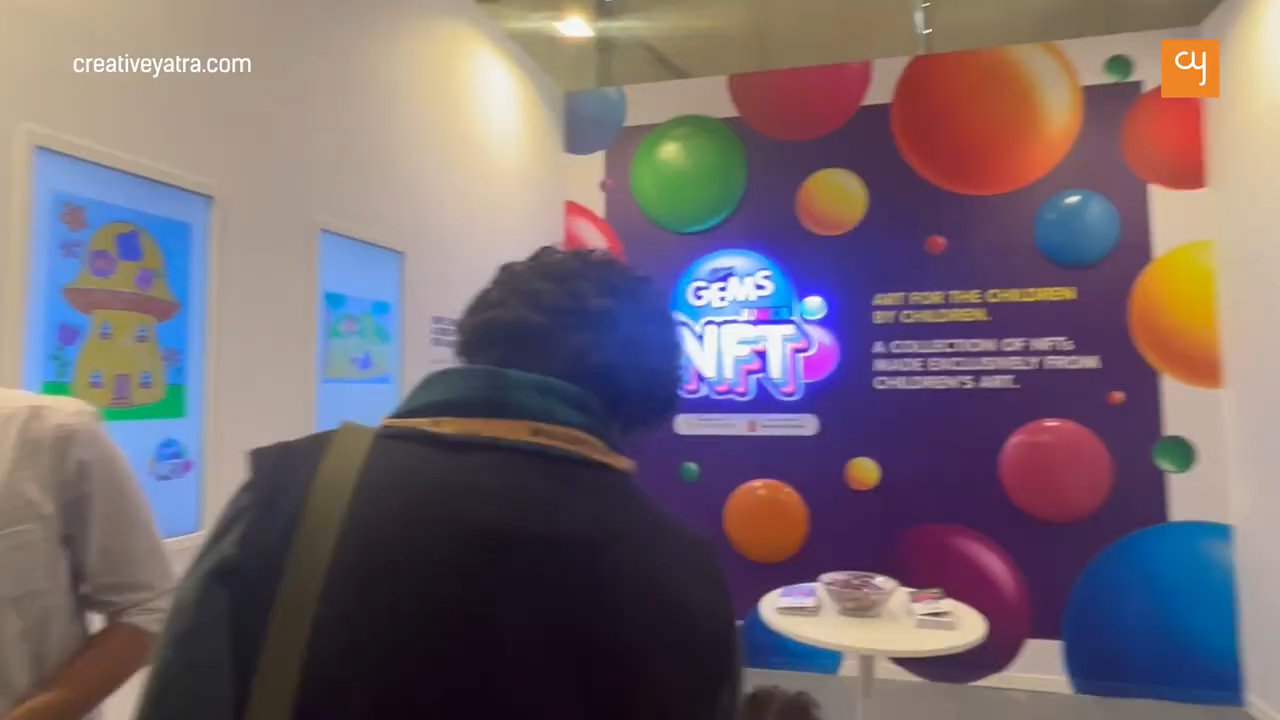 creativeyatra.com
cy
GEMS
JUNIOR
NFT
ART FOR THE CHILDREN
BY CHILDREN.
A COLLECTION OF NFTs
MADE EXCLUSIVELY FROM
CHILDREN'S ART.